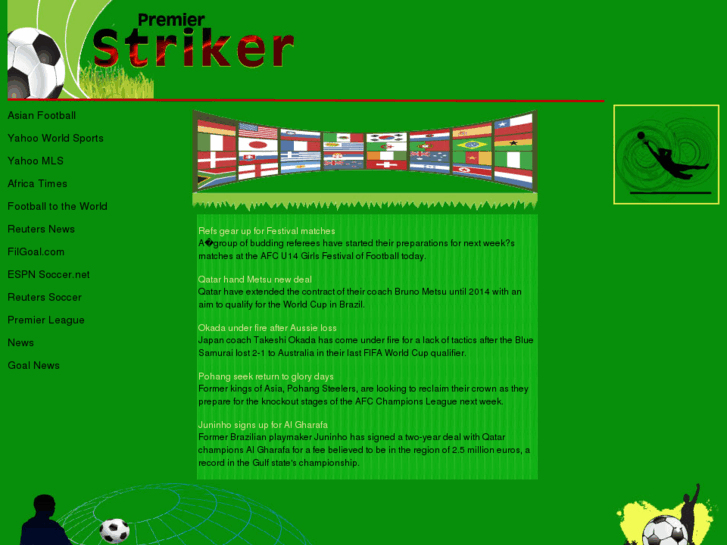 Premier
Striker
Asian Football
Yahoo World Sports
Yahoo MLS
Africa Times
Football to the World
Reuters News
FilGoal.com
ESPN Soccer.net
Reuters Soccer
Premier League
News
Goal News
Refs gear up for Festival matches
A�group of budding referees have started their preparations for next week?s
matches at the AFC U14 Girls Festival of Football today.
Qatar hand Metsu new deal
Qatar have extended the contract of their coach Bruno Metsu until 2014 with an
aim to qualify for the World Cup in Brazil.
Okada under fire after Aussie loss
Japan coach Takeshi Okada has come under fire for a lack of tactics after the Blue
Samurai lost 2-1 to Australia in their last FIFA World Cup qualifier.
Pohang seek return to glory days
Former kings of Asia, Pohang Steelers, are looking to reclaim their crown as they
prepare for the knockout stages of the AFC Champions League next week.
Juninho signs up for Al Gharafa
Former Brazilian playmaker Juninho has signed a two-year deal with Qatar
champions Al Gharafa for a fee believed to be in the region of 2.5 million euros, a
record in the Gulf state's championship.